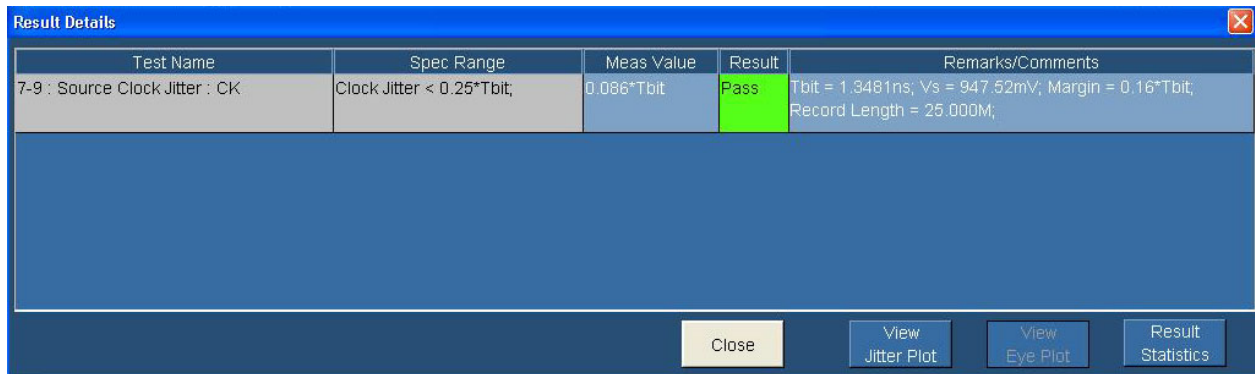 Result Details
Test Name Spec Range Meas Value Result Remarks/Comments
7-9 : Source Clock Jitter : CK Clock Jitter < 0.25*Tbit; 0.086*Tbit Pass Tbit = 1.3481ns; Vs = 947.52mV; Margin = 0.16*Tbit;
Record Length = 25.000M;
Close
View
Jitter Plot
View
Eye Plot
Result
Statistics